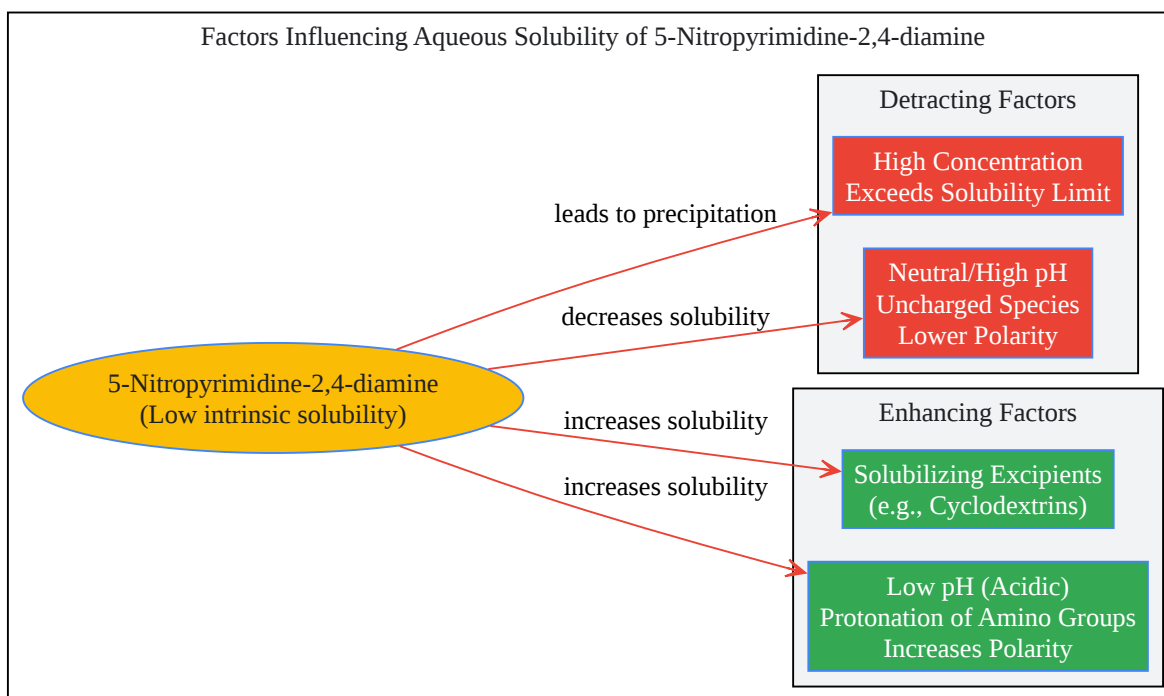 Factors Influencing Aqueous Solubility of 5-Nitropyrimidine-2,4-diamine
Detracting Factors
High Concentration
Exceeds Solubility Limit
leads to precipitation
Neutral/High pH
Uncharged Species
Lower Polarity
decreases solubility
5-Nitropyrimidine-2,4-diamine
(Low intrinsic solubility)
Enhancing Factors
increases solubility
Solubilizing Excipients
(e.g., Cyclodextrins)
increases solubility
Low pH (Acidic)
Protonation of Amino Groups
Increases Polarity